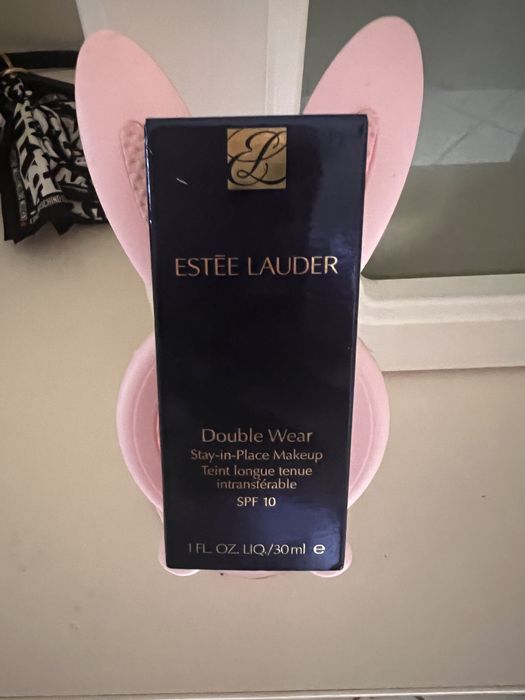 EL
ESTĒE LAUDER
Double Wear
Stay-in-Place Makeup
Teint longue tenue
intransférable
SPF 10
1 FL. OZ. LIQ./30 ml e